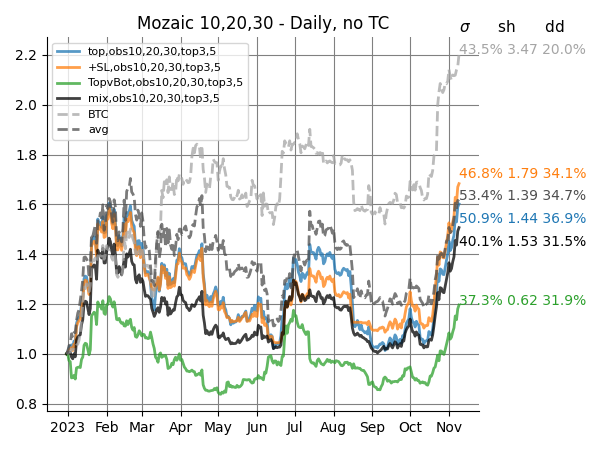 Mozaic 10,20,30 - Daily, no TC
σ sh dd
top,obs10,20,30,top3,5
+SL,obs10,20,30,top3,5
TopvBot,obs10,20,30,top3,5
mix,obs10,20,30,top3,5
BTC
avg
43.5% 3.47 20.0%
46.8% 1.79 34.1%
53.4% 1.39 34.7%
50.9% 1.44 36.9%
40.1% 1.53 31.5%
37.3% 0.62 31.9%
2.2
2.0
1.8
1.6
1.4
1.2
1.0
0.8
2023 Feb Mar Apr May Jun Jul Aug Sep Oct Nov